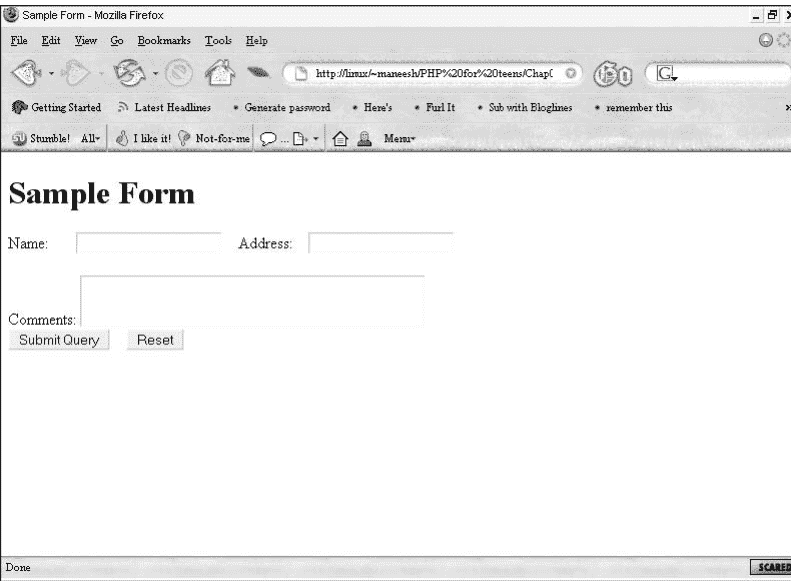 Sample Form - Mozilla Firefox
File Edit View Go Bookmarks Tools Help
http://linux/~maneesh/PHP%20for%20teens/Chap( G
Getting Started Latest Headlines Generate password Here's Furl It Sub with Bloglines remember this »
Stumble! All I like it! Not-for-me ... Menu
Sample Form
Name: Address:
Comments:
Submit Query Reset
Done SCARED